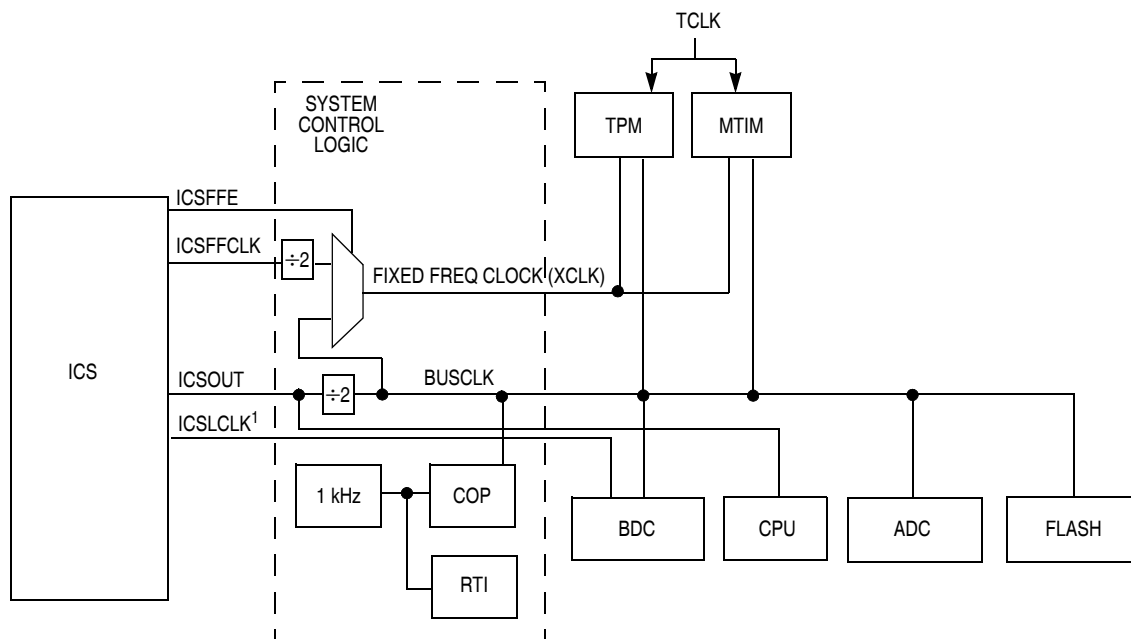 TCLK
SYSTEM
CONTROL
LOGIC
TPM
MTIM
ICSFFE
ICSFFCLK
÷2
FIXED FREQ CLOCK (XCLK)
ICS
ICSOUT
÷2
BUSCLK
ICSLCLK¹
1 kHz
COP
BDC
CPU
ADC
FLASH
RTI